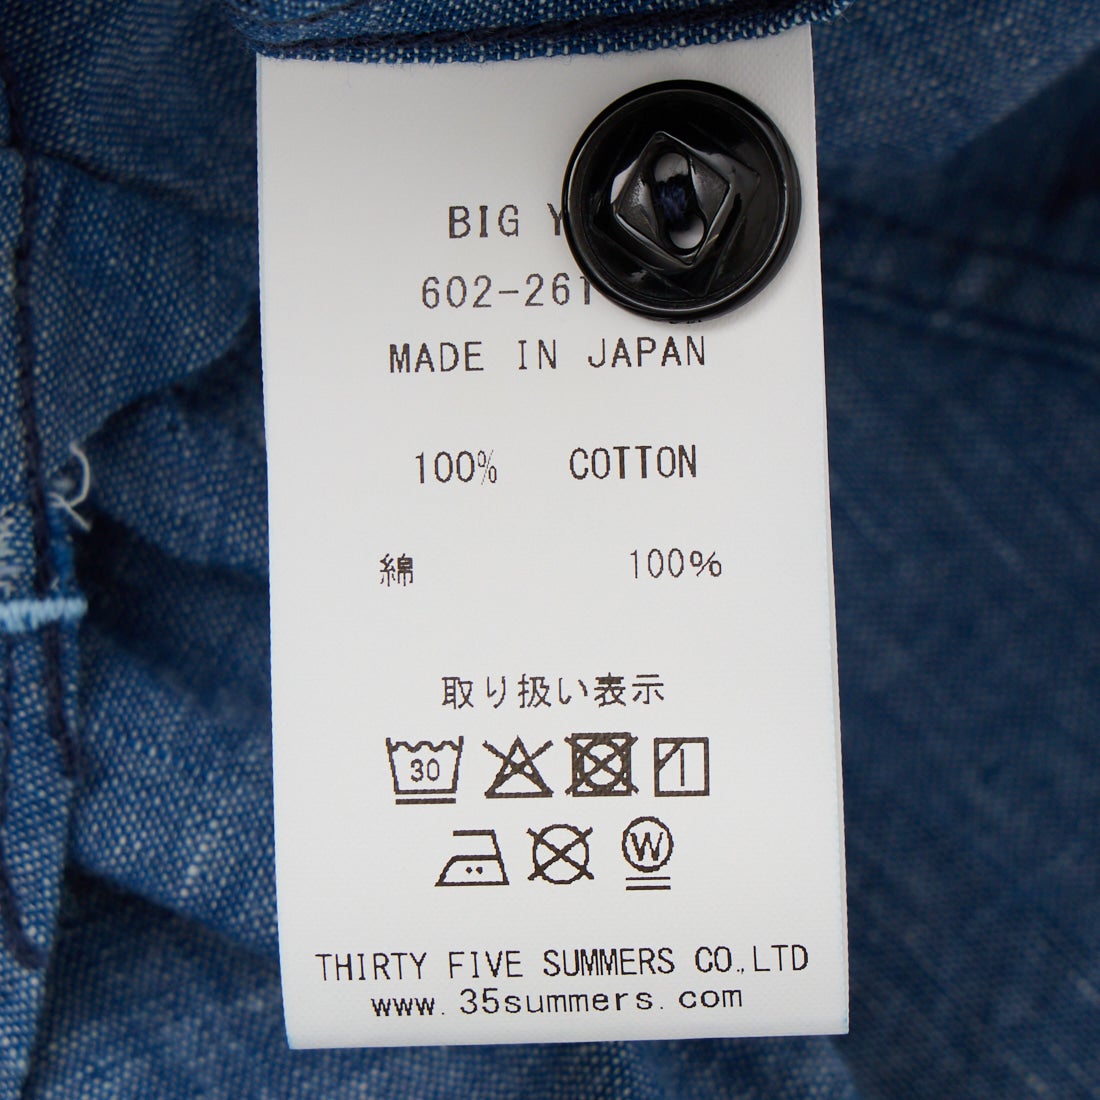 BIG
602-261
MADE IN JAPAN
100% COTTON
綿 100%
取り扱い表示
30
W
THIRTY FIVE SUMMERS CO.,LTD
www.35summers.com